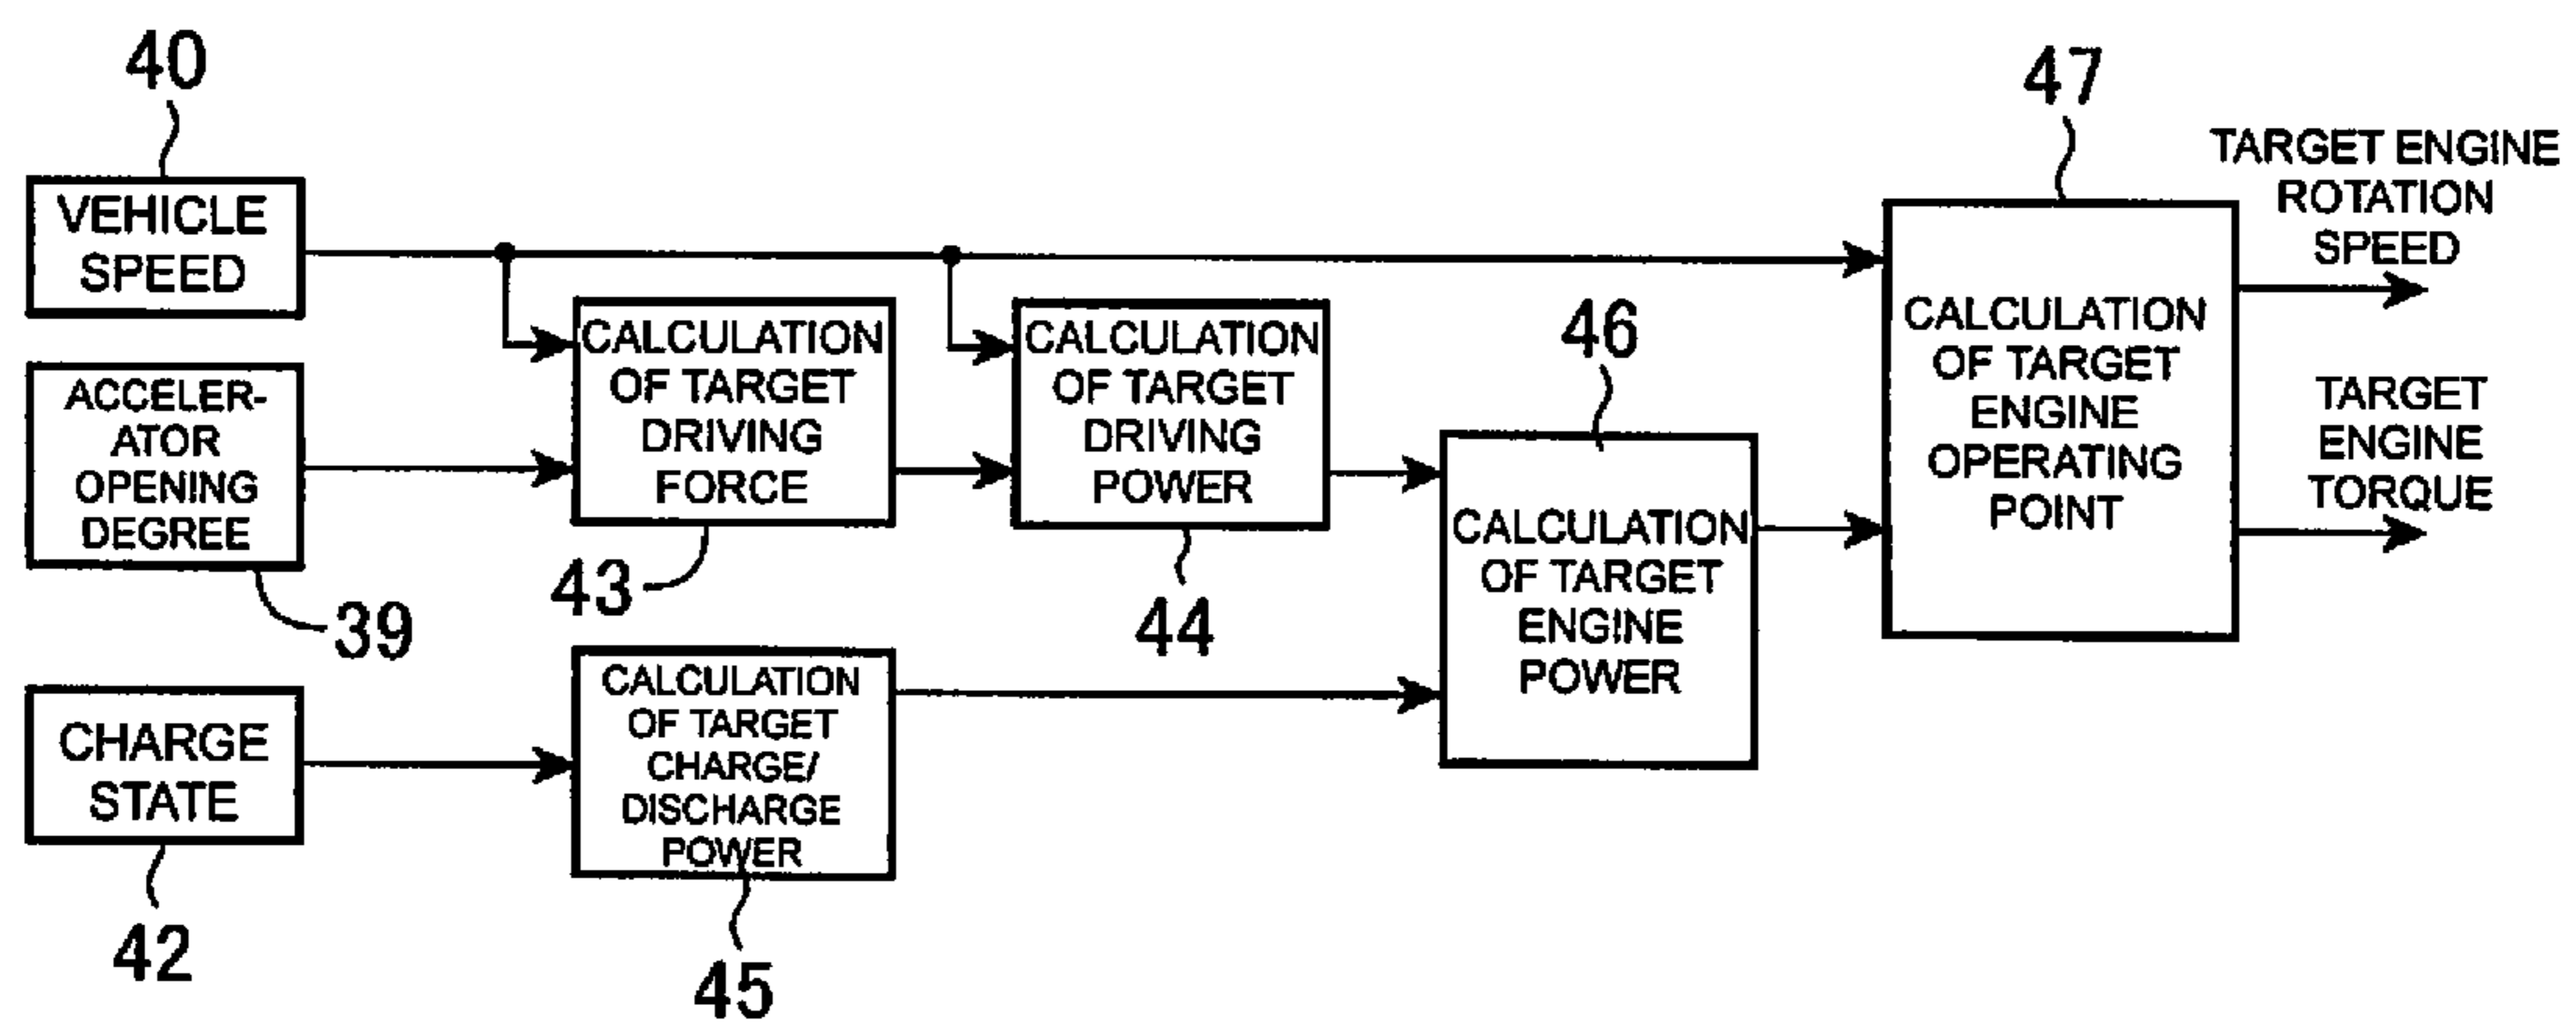 40
VEHICLE
SPEED
ACCELER-
ATOR
OPENING
DEGREE
39
CHARGE
STATE
42
CALCULATION
OF TARGET
DRIVING
FORCE
43
CALCULATION
OF TARGET
DRIVING
POWER
44
CALCULATION
OF TARGET
CHARGE/
DISCHARGE
POWER
45
46
CALCULATION
OF TARGET
ENGINE
POWER
47
CALCULATION
OF TARGET
ENGINE
OPERATING
POINT
TARGET ENGINE
ROTATION
SPEED
TARGET
ENGINE
TORQUE